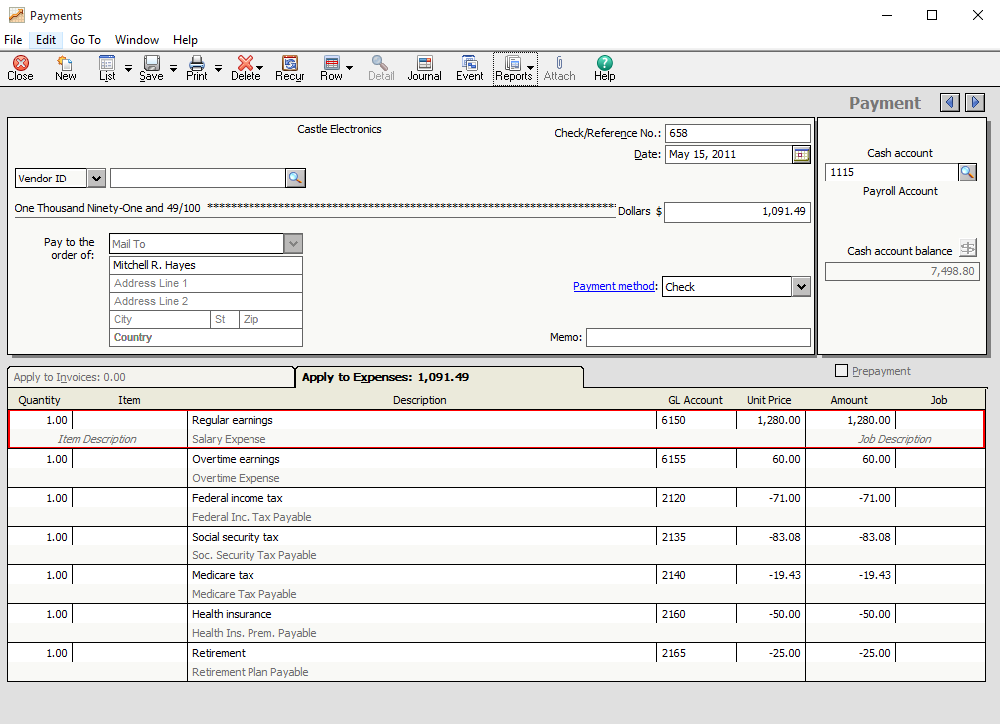 Payments
File Edit Go To Window Help
Close New List Save Print Delete Recur Row Detail Journal Event Reports Attach Help
Payment
Castle Electronics
Check/Reference No.: 658
Date: May 15, 2011
Vendor ID
One Thousand Ninety-One and 49/100 ****************************************************************************** Dollars $ 1,091.49
Pay to the order of:
Mail To
Mitchell R. Hayes
Address Line 1
Address Line 2
City St Zip
Country
Payment method: Check
Memo:
Cash account
1115
Payroll Account
Cash account balance
7,498.80
Prepayment
Apply to Invoices: 0.00
Apply to Expenses: 1,091.49
Quantity Item Description GL Account Unit Price Amount Job
1.00 Regular earnings 6150 1,280.00 1,280.00
Item Description Salary Expense Job Description
1.00 Overtime earnings 6155 60.00 60.00
Overtime Expense
1.00 Federal income tax 2120 -71.00 -71.00
Federal Inc. Tax Payable
1.00 Social security tax 2135 -83.08 -83.08
Soc. Security Tax Payable
1.00 Medicare tax 2140 -19.43 -19.43
Medicare Tax Payable
1.00 Health insurance 2160 -50.00 -50.00
Health Ins. Prem. Payable
1.00 Retirement 2165 -25.00 -25.00
Retirement Plan Payable